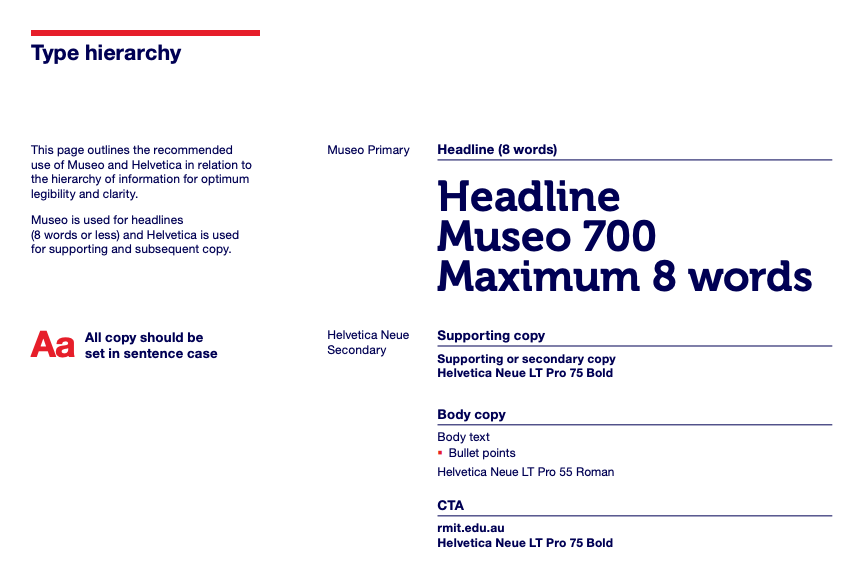 Type hierarchy
This page outlines the recommended
use of Museo and Helvetica in relation to
the hierarchy of information for optimum
legibility and clarity.
Museo is used for headlines
(8 words or less) and Helvetica is used
for supporting and subsequent copy.
Aa
All copy should be
set in sentence case
Museo Primary
Headline (8 words)
Headline
Museo 700
Maximum 8 words
Helvetica Neue
Secondary
Supporting copy
Supporting or secondary copy
Helvetica Neue LT Pro 75 Bold
Body copy
Body text
▪ Bullet points
Helvetica Neue LT Pro 55 Roman
CTA
rmit.edu.au
Helvetica Neue LT Pro 75 Bold